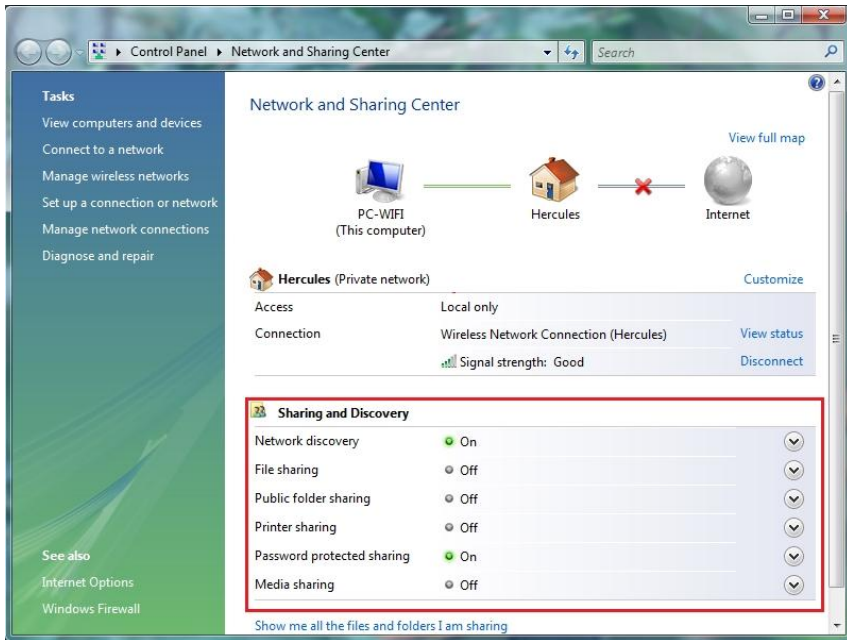 Control Panel ▸ Network and Sharing Center
Search
Tasks
View computers and devices
Connect to a network
Manage wireless networks
Set up a connection or network
Manage network connections
Diagnose and repair
See also
Internet Options
Windows Firewall
Network and Sharing Center
View full map
PC-WIFI
(This computer)
Hercules
Internet
Hercules (Private network)
Customize
Access Local only
Connection Wireless Network Connection (Hercules) View status
Signal strength: Good Disconnect
Sharing and Discovery
Network discovery On
File sharing Off
Public folder sharing Off
Printer sharing Off
Password protected sharing On
Media sharing Off
Show me all the files and folders I am sharing